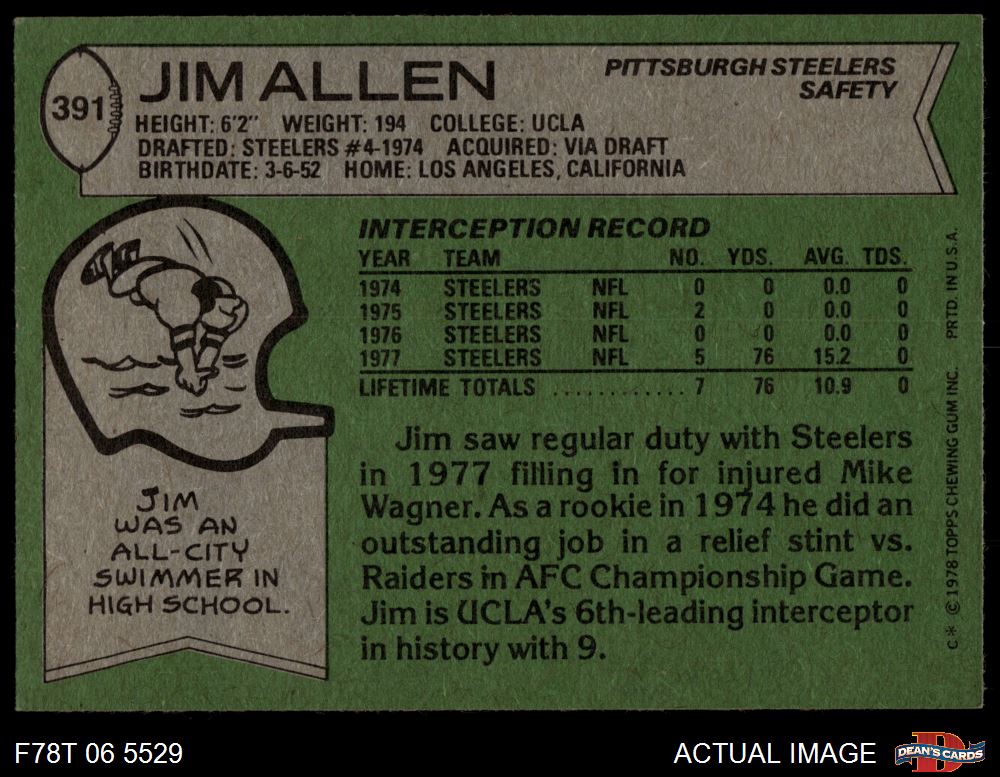 391
JIM ALLEN
PITTSBURGH STEELERS
SAFETY
HEIGHT: 6'2" WEIGHT: 194 COLLEGE: UCLA
DRAFTED: STEELERS #4-1974 ACQUIRED: VIA DRAFT
BIRTHDATE: 3-6-52 HOME: LOS ANGELES, CALIFORNIA
INTERCEPTION RECORD
YEAR TEAM NO. YDS. AVG. TDS.
1974 STEELERS NFL 0 0 0.0 0
1975 STEELERS NFL 2 0 0.0 0
1976 STEELERS NFL 0 0 0.0 0
1977 STEELERS NFL 5 76 15.2 0
LIFETIME TOTALS ............ 7 76 10.9 0
Jim saw regular duty with Steelers
in 1977 filling in for injured Mike
Wagner. As a rookie in 1974 he did an
outstanding job in a relief stint vs.
Raiders in AFC Championship Game.
Jim is UCLA's 6th-leading interceptor
in history with 9.
JIM
WAS AN
ALL-CITY
SWIMMER IN
HIGH SCHOOL.
C* © 1978 TOPPS CHEWING GUM INC. PRTD. IN U.S.A.
F78T 06 5529
ACTUAL IMAGE
D
DEAN'S CARDS